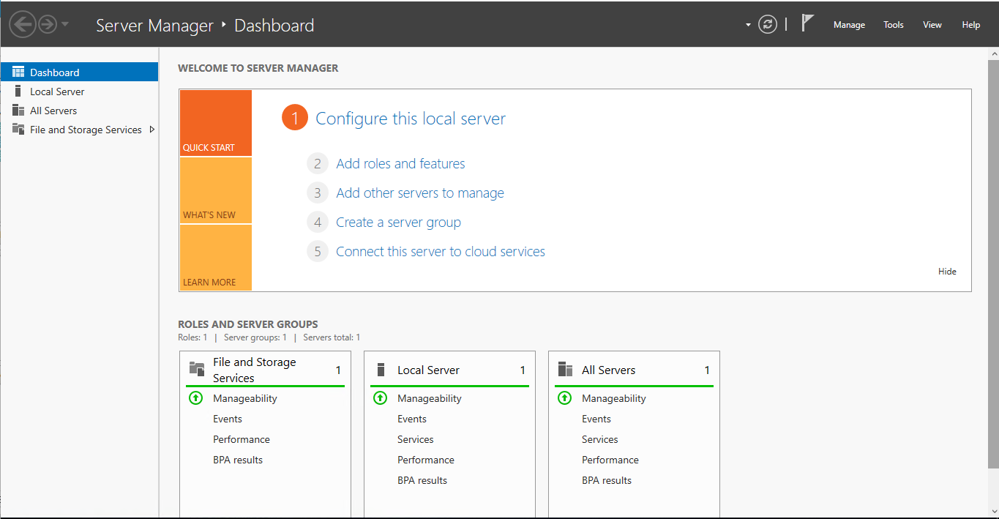 Server Manager ‣ Dashboard
Manage Tools View Help
Dashboard
Local Server
All Servers
File and Storage Services
WELCOME TO SERVER MANAGER
QUICK START
WHAT'S NEW
LEARN MORE
1 Configure this local server
2 Add roles and features
3 Add other servers to manage
4 Create a server group
5 Connect this server to cloud services
Hide
ROLES AND SERVER GROUPS
Roles: 1 | Server groups: 1 | Servers total: 1
File and Storage
Services 1
Manageability
Events
Performance
BPA results
Local Server 1
Manageability
Events
Services
Performance
BPA results
All Servers 1
Manageability
Events
Services
Performance
BPA results